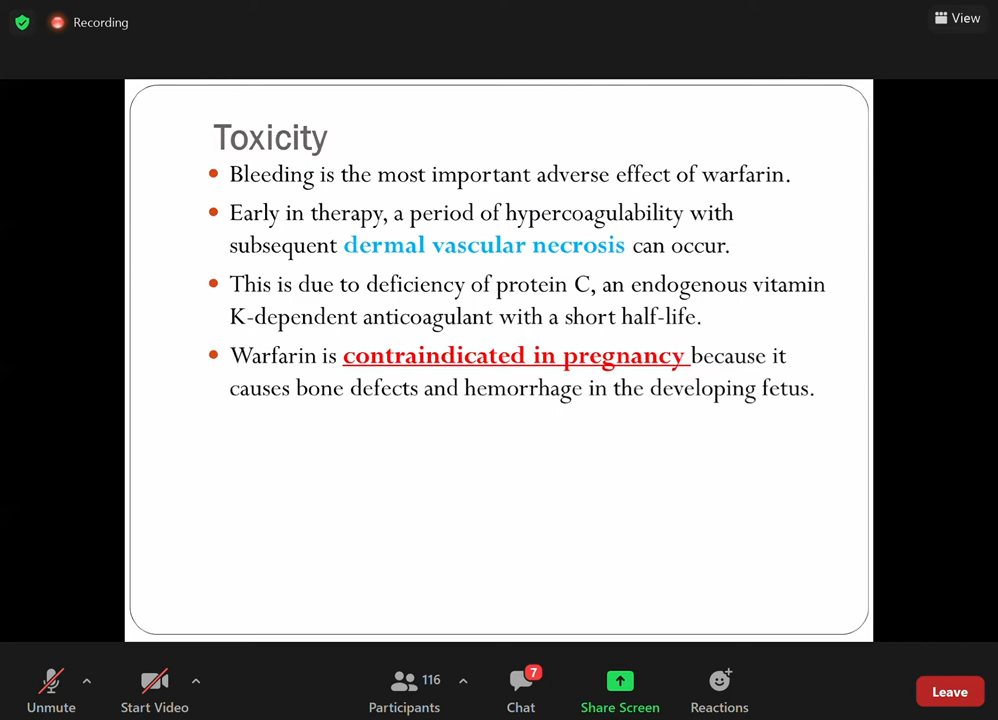 Recording
View
Toxicity
Bleeding is the most important adverse effect of warfarin.
Early in therapy, a period of hypercoagulability with
subsequent dermal vascular necrosis can occur.
This is due to deficiency of protein C, an endogenous vitamin
K-dependent anticoagulant with a short half-life.
Warfarin is contraindicated in pregnancy because it
causes bone defects and hemorrhage in the developing fetus.
116
7
Unmute
Start Video
Participants
Chat
Share Screen
Reactions
Leave